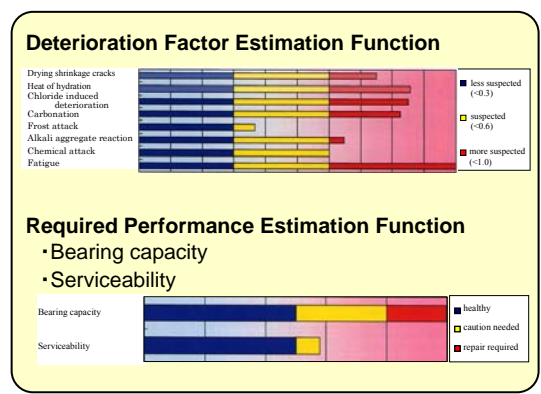 Deterioration Factor Estimation Function
Drying shrinkage cracks
Heat of hydration
Chloride induced
deterioration
Carbonation
Frost attack
Alkali aggregate reaction
Chemical attack
Fatigue
less suspected
(<0.3)
suspected
(<0.6)
more suspected
(<1.0)
Required Performance Estimation Function
・Bearing capacity
・Serviceability
Bearing capacity
Serviceability
healthy
caution needed
repair required